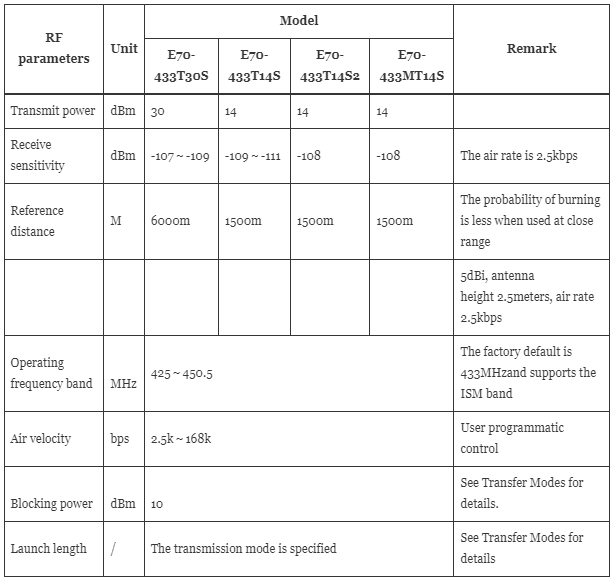 RF parameters Unit Model Remark
E70-433T30S E70-433T14S E70-433T14S2 E70-433MT14S
Transmit power dBm 30 14 14 14
Receive sensitivity dBm -107 ~ -109 -109 ~ -111 -108 -108 The air rate is 2.5kbps
Reference distance M 6000m 1500m 1500m 1500m The probability of burning is less when used at close range
5dBi, antenna height 2.5meters, air rate 2.5kbps
Operating frequency band MHz 425 ~ 450.5 The factory default is 433MHzand supports the ISM band
Air velocity bps 2.5k ~ 168k User programmatic control
Blocking power dBm 10 See Transfer Modes for details.
Launch length / The transmission mode is specified See Transfer Modes for details